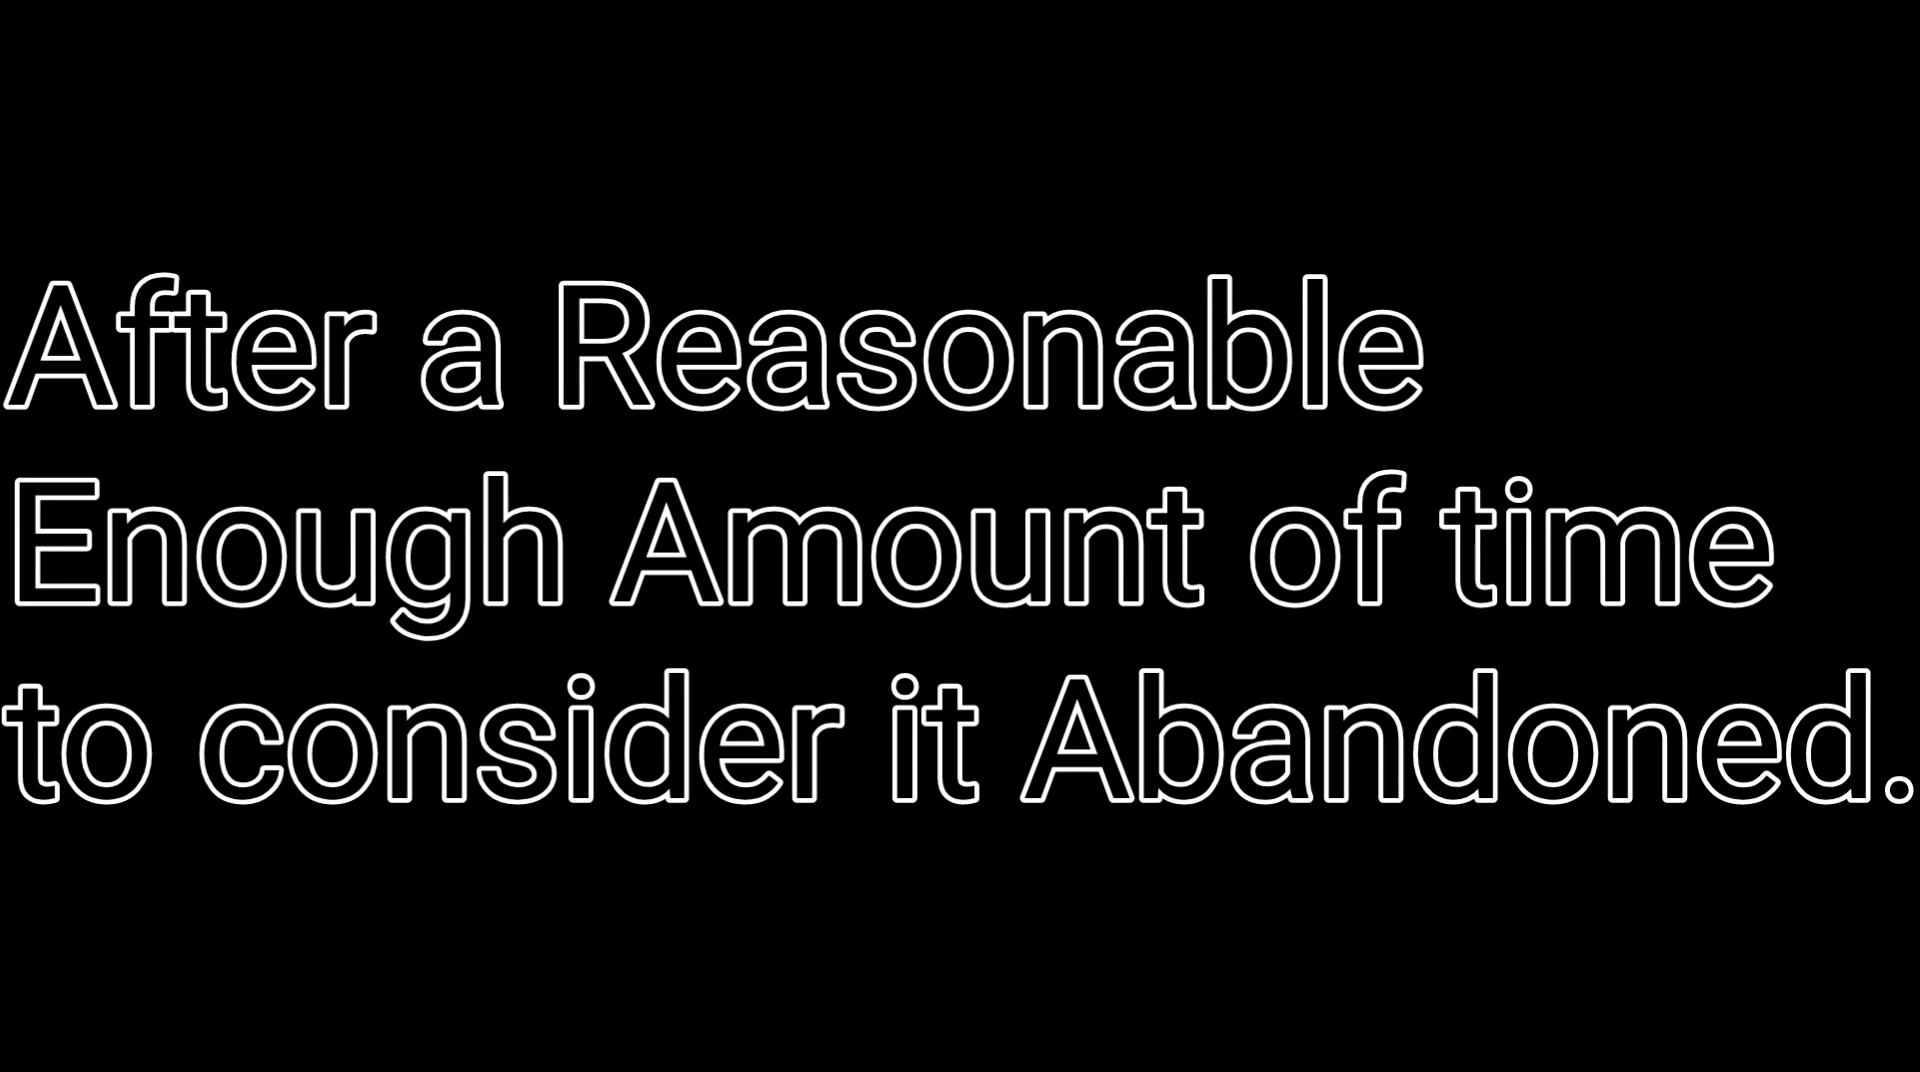 After a Reasonable
Enough Amount of time
to consider it Abandoned.